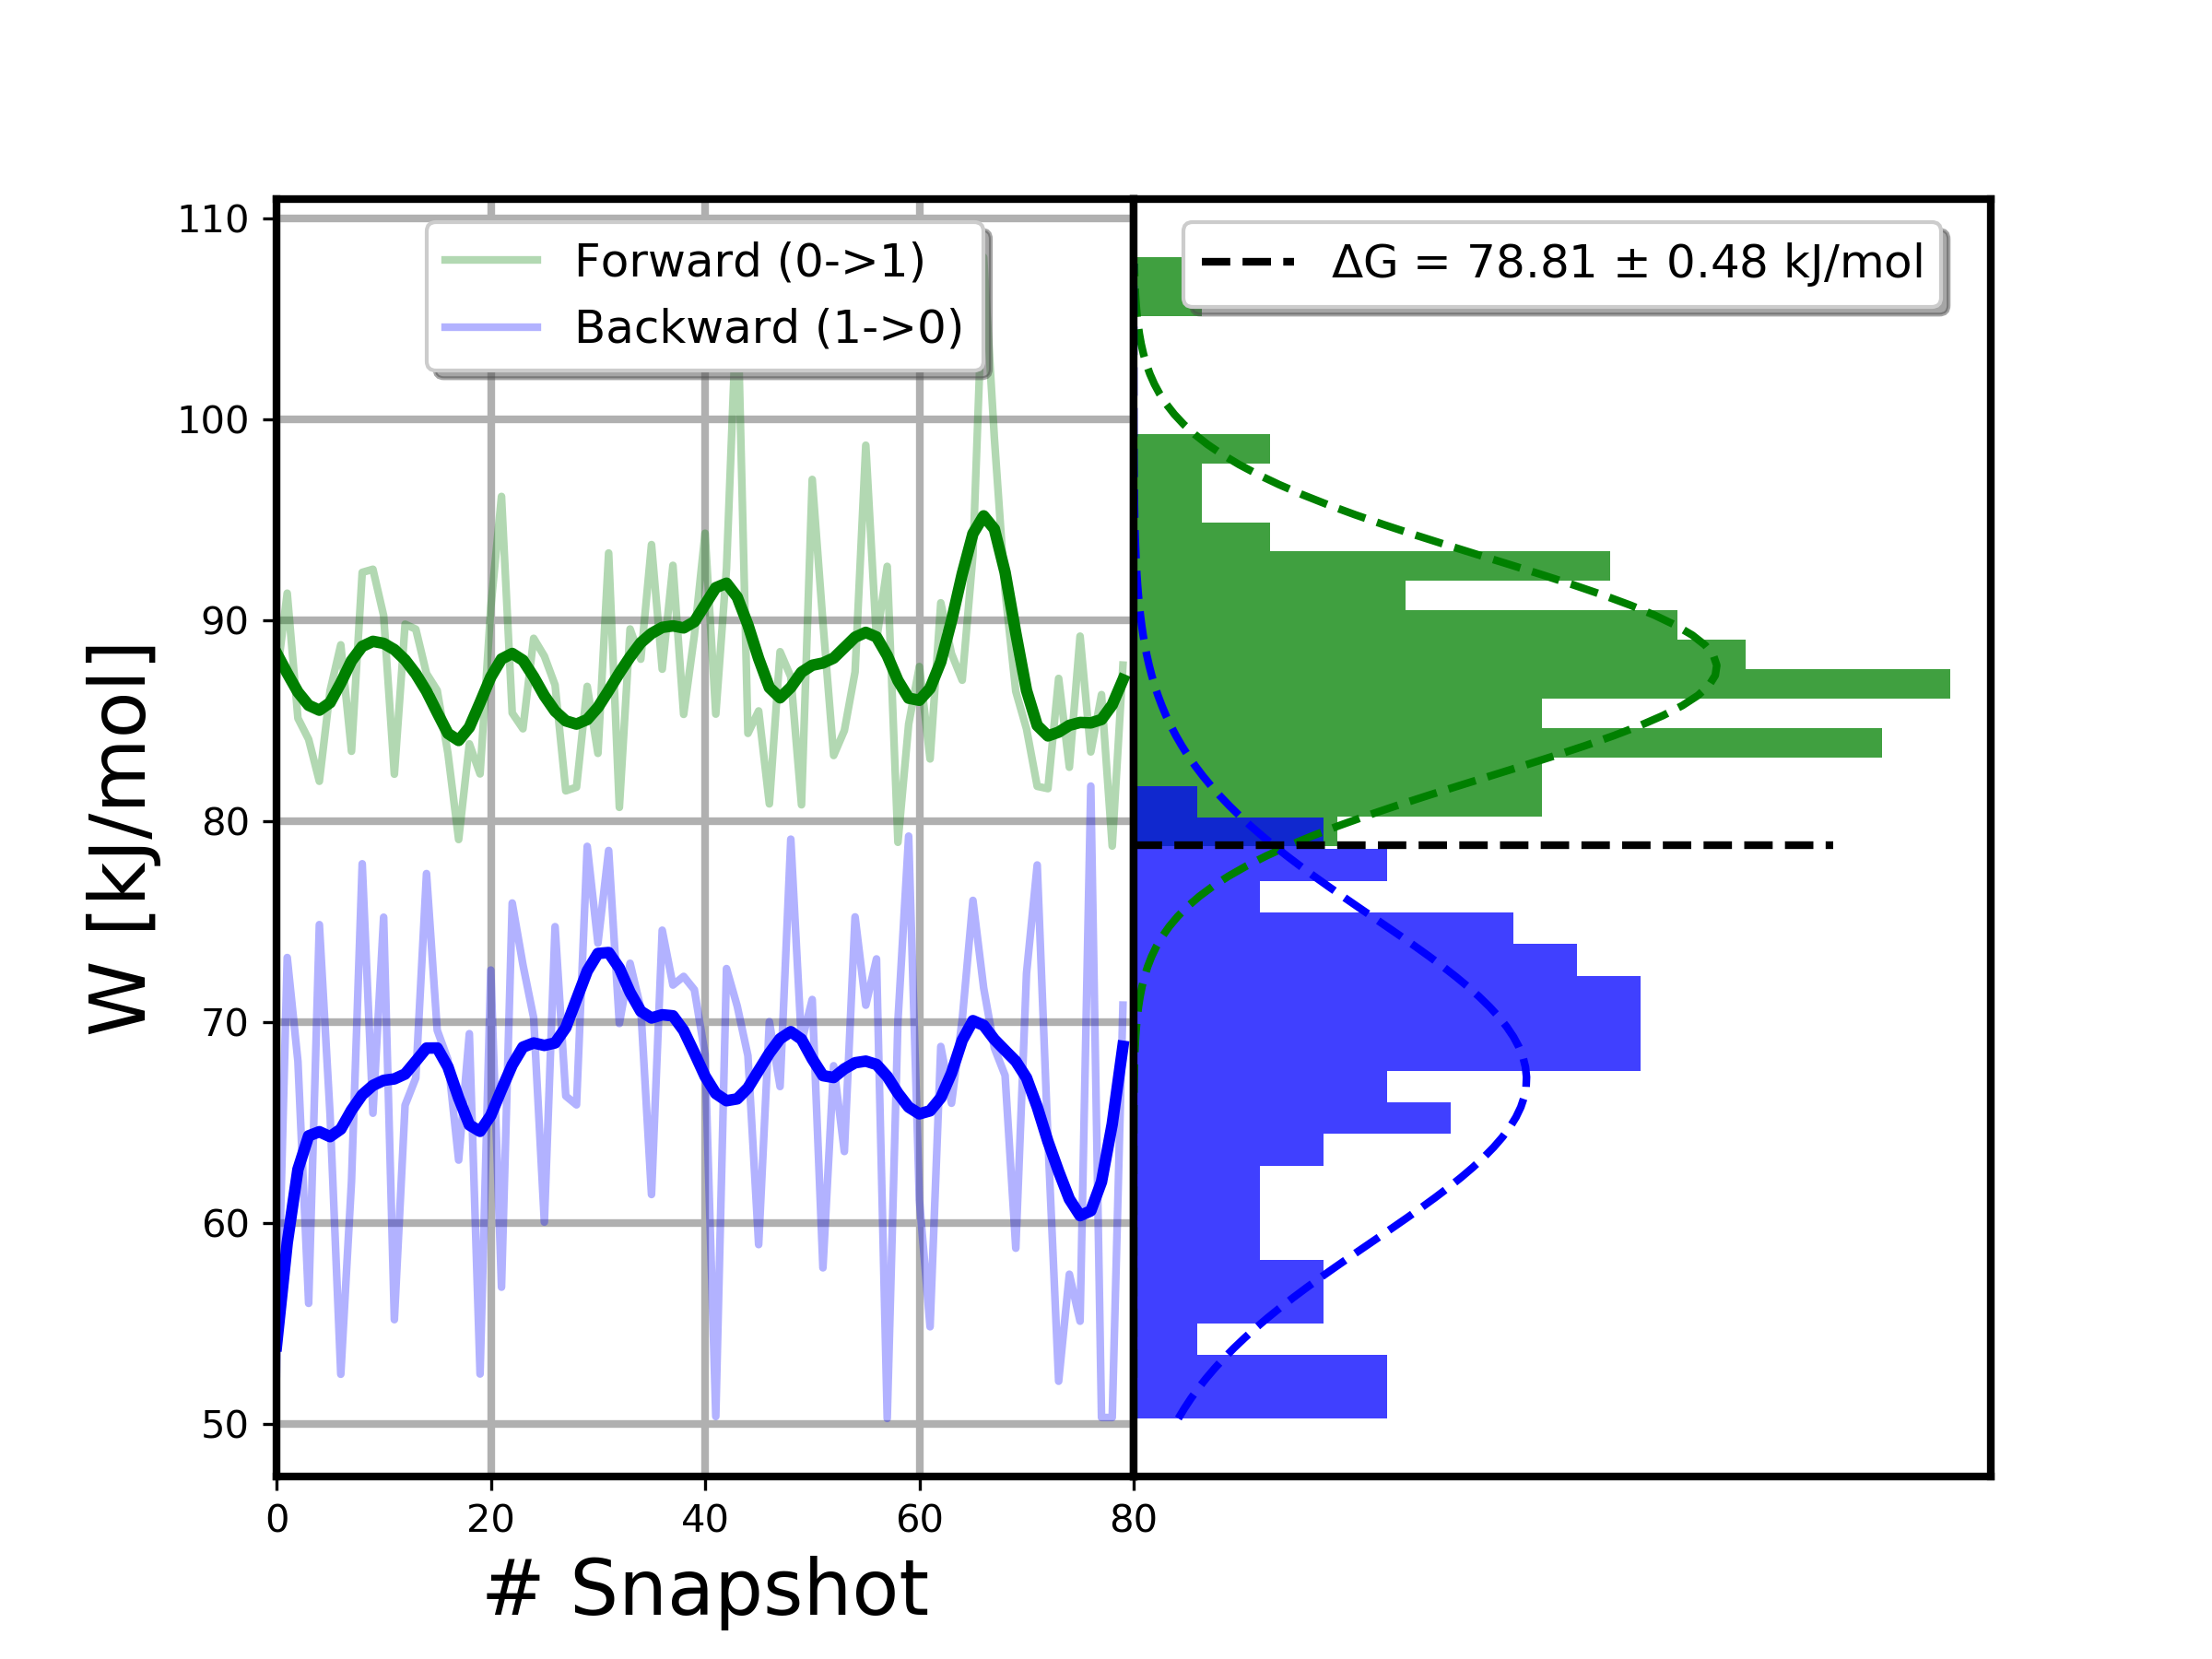 110
100
90
80
70
60
50
W [kJ/mol]
Forward (0->1)
Backward (1->0)
ΔG = 78.81 ± 0.48 kJ/mol
0 20 40 60 80
# Snapshot